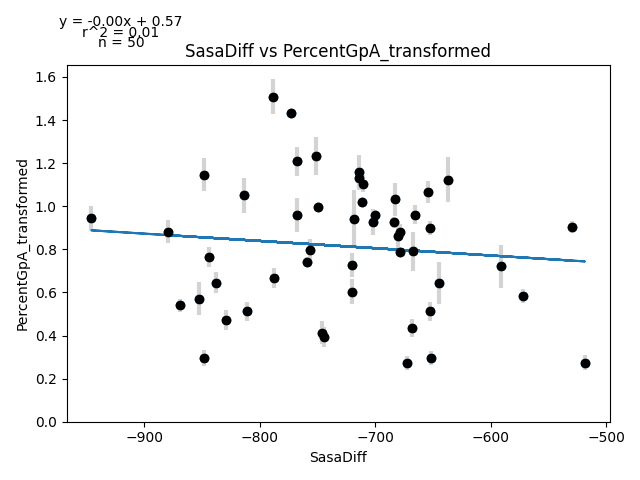 y = -0.00x + 0.57
r^2 = 0.01
n = 50
SasaDiff vs PercentGpA_transformed
1.6
1.4
1.2
1.0
0.8
0.6
0.4
0.2
0.0
PercentGpA_transformed
−900
−800
−700
−600
−500
SasaDiff